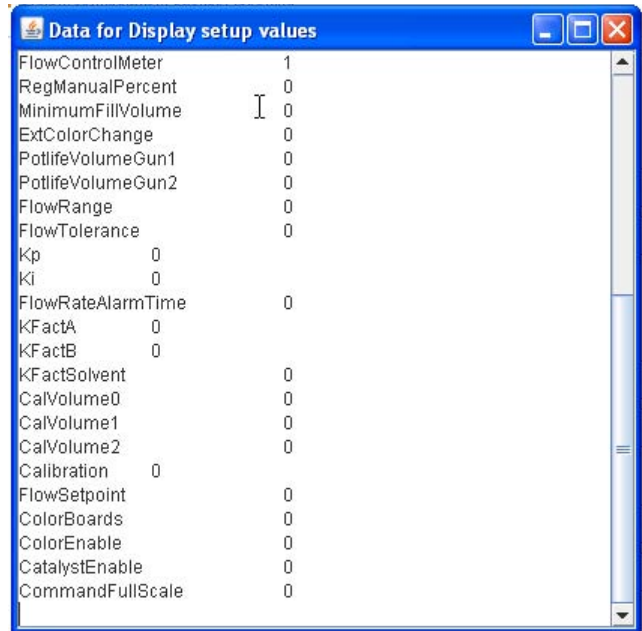 Data for Display setup values
FlowControlMeter 1
RegManualPercent 0
MinimumFillVolume 0
ExtColorChange 0
PotlifeVolumeGun1 0
PotlifeVolumeGun2 0
FlowRange 0
FlowTolerance 0
Kp 0
Ki 0
FlowRateAlarmTime 0
KFactA 0
KFactB 0
KFactSolvent 0
CalVolume0 0
CalVolume1 0
CalVolume2 0
Calibration 0
FlowSetpoint 0
ColorBoards 0
ColorEnable 0
CatalystEnable 0
CommandFullScale 0